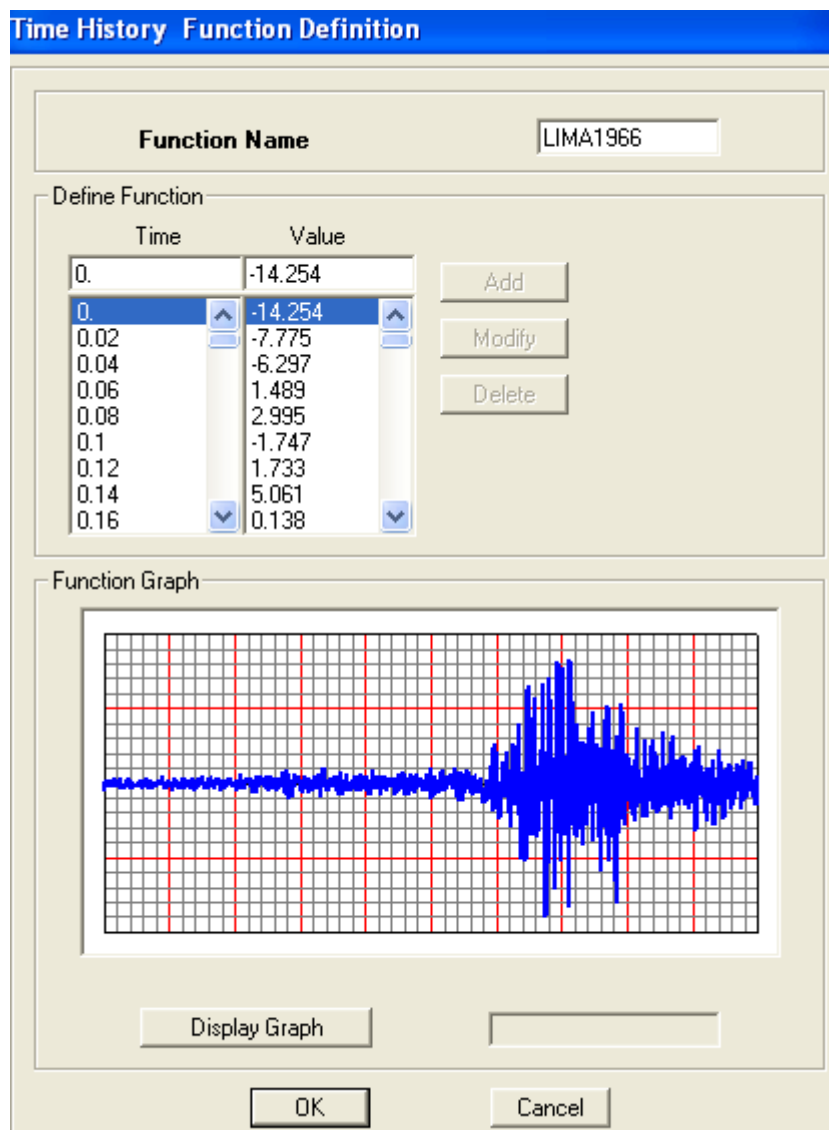 Time History Function Definition
Function Name LIMA1966
Define Function
Time Value
0. -14.254
Add
0. -14.254
0.02 -7.775
Modify
0.04 -6.297
0.06 1.489
Delete
0.08 2.995
0.1 -1.747
0.12 1.733
0.14 5.061
0.16 0.138
Function Graph
Display Graph
OK Cancel